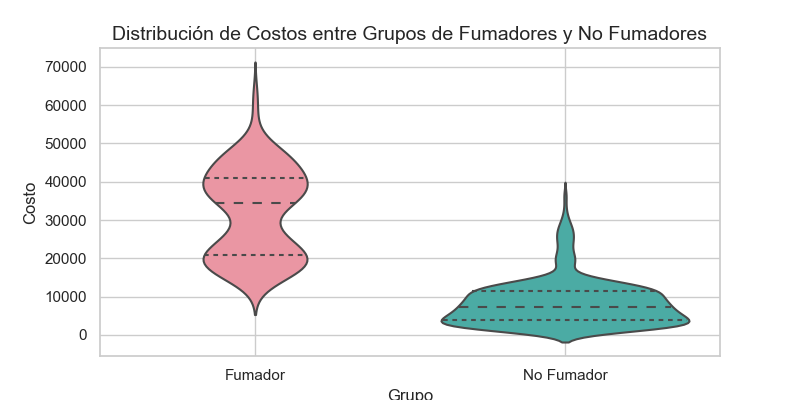 Distribución de Costos entre Grupos de Fumadores y No Fumadores
70000
60000
50000
40000
30000
20000
10000
0
Costo
Fumador
No Fumador
Grupo